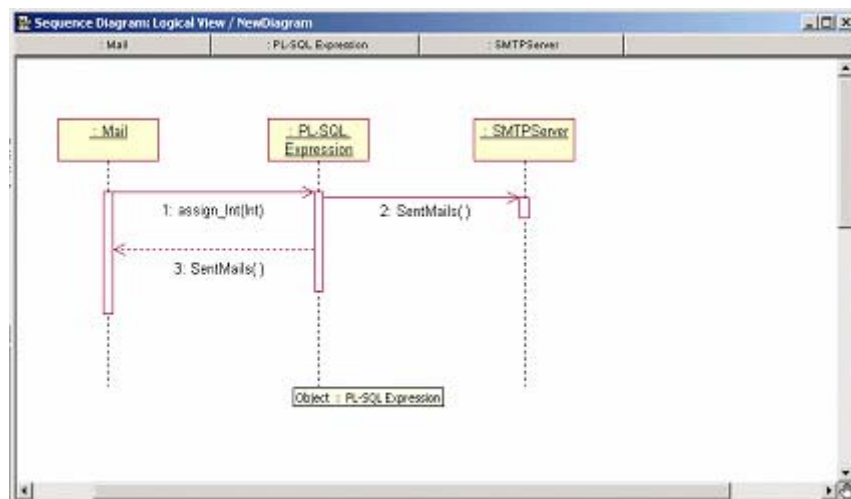 Sequence Diagram: Logical View / NewDiagram
: Mail
: PL-SQL Expression
: SMTPServer
: Mail
: PL-SQL
Expression
: SMTPServer
1: assign_Int(Int)
2: SentMails( )
3: SentMails( )
Object : PL-SQL Expression